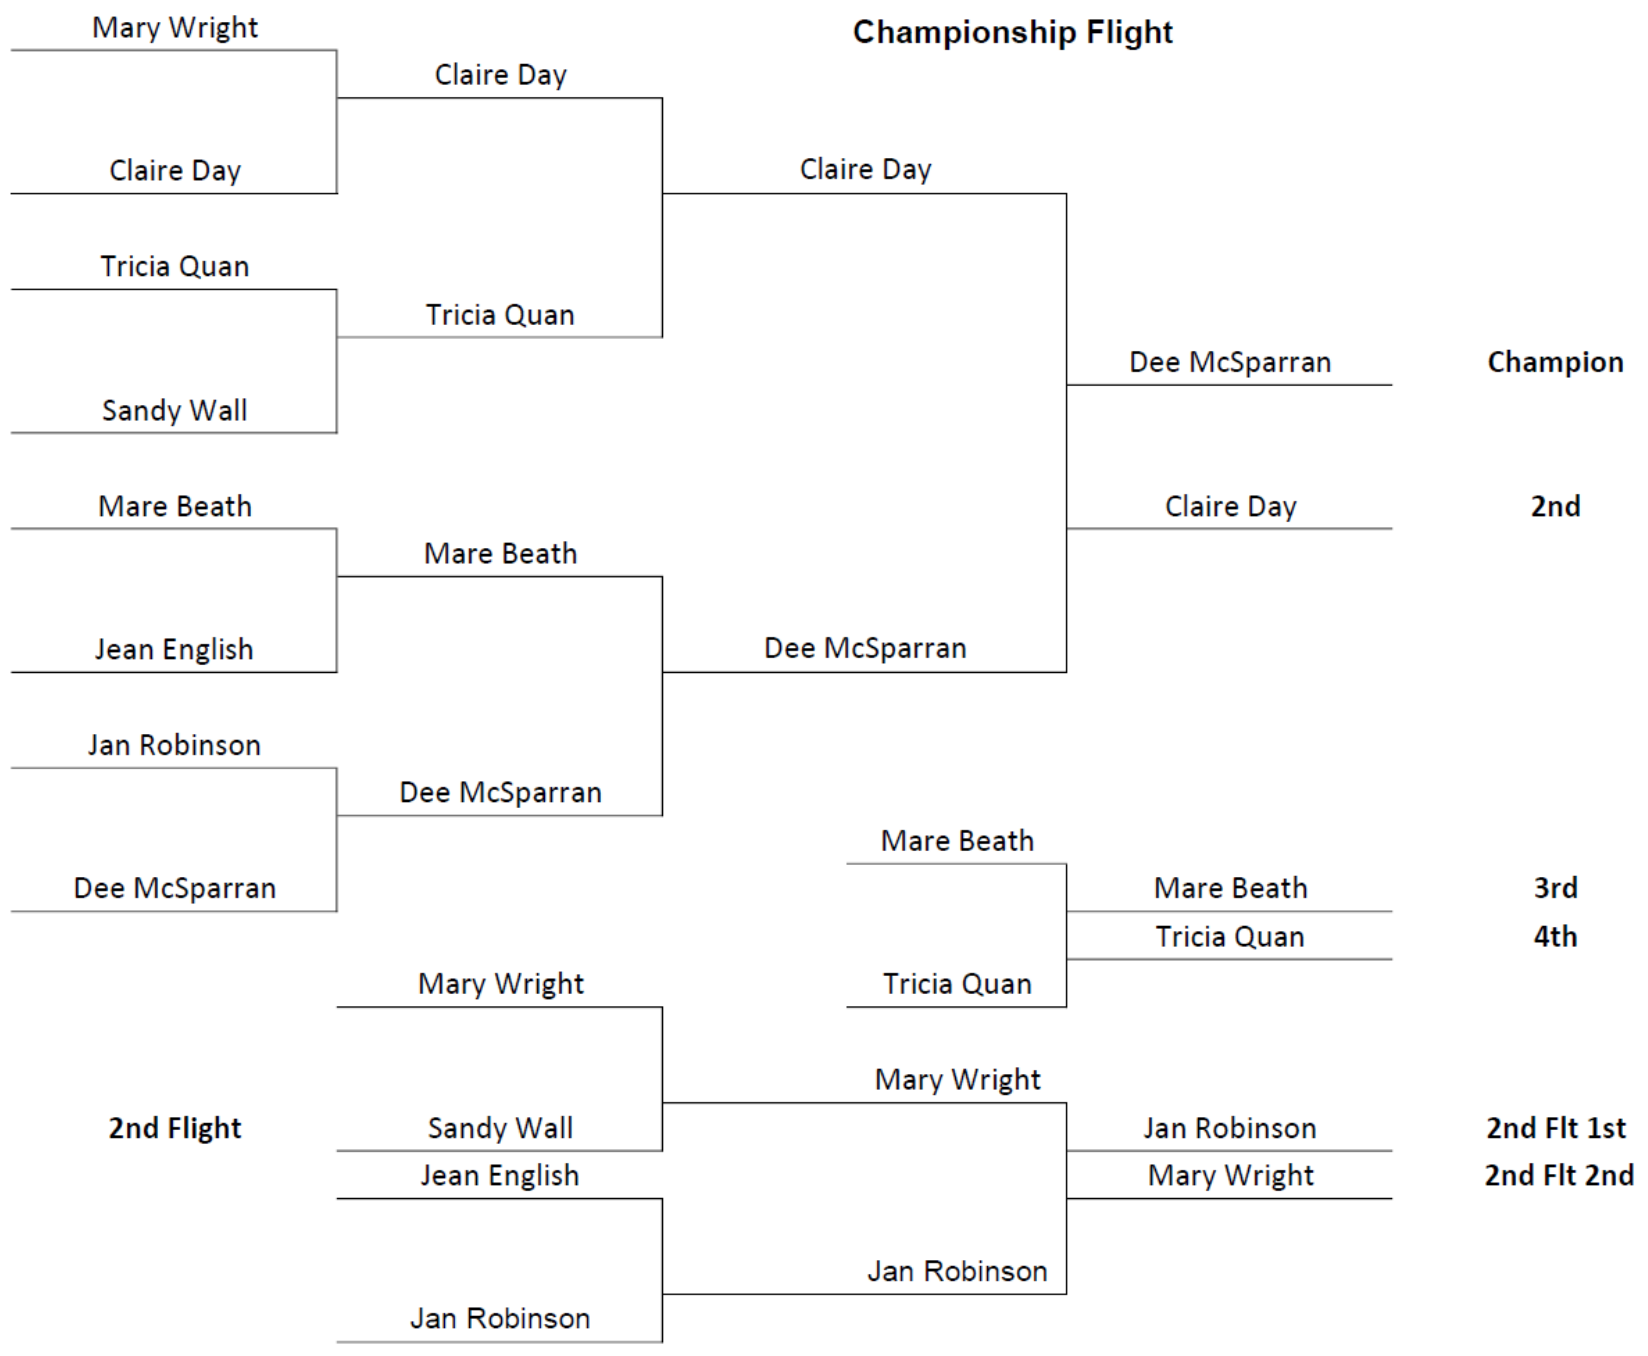 Mary Wright
Championship Flight
Claire Day
Claire Day
Claire Day
Tricia Quan
Tricia Quan
Dee McSparran Champion
Sandy Wall
Mare Beath
Claire Day 2nd
Mare Beath
Jean English
Dee McSparran
Jan Robinson
Dee McSparran
Mare Beath
Dee McSparran
Mare Beath 3rd
Tricia Quan 4th
Mary Wright
Tricia Quan
Mary Wright
2nd Flight
Sandy Wall
Jan Robinson 2nd Flt 1st
Jean English
Mary Wright 2nd Flt 2nd
Jan Robinson
Jan Robinson